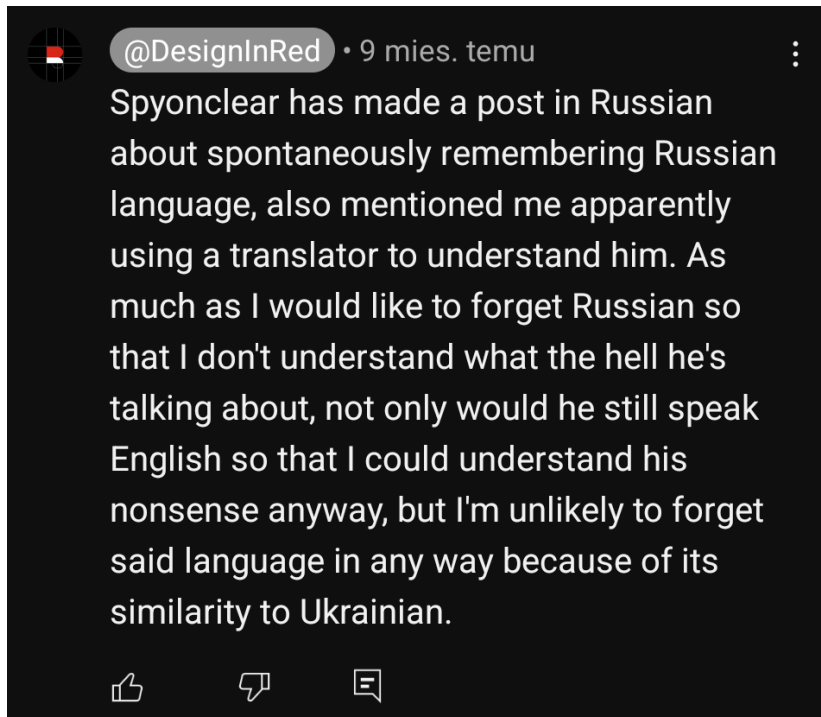 @DesignInRed • 9 mies. temu
Spyonclear has made a post in Russian
about spontaneously remembering Russian
language, also mentioned me apparently
using a translator to understand him. As
much as I would like to forget Russian so
that I don't understand what the hell he's
talking about, not only would he still speak
English so that I could understand his
nonsense anyway, but I'm unlikely to forget
said language in any way because of its
similarity to Ukrainian.